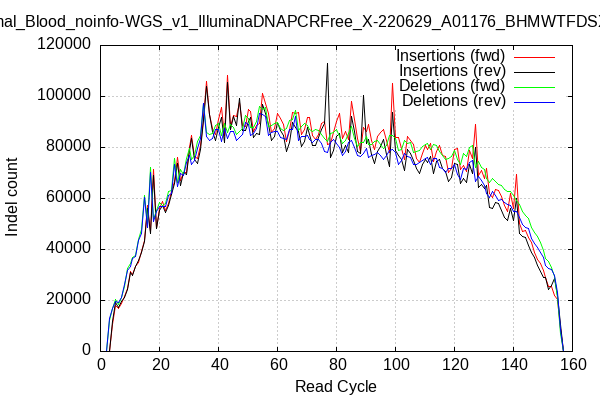 nal_Blood_noinfo-WGS_v1_IlluminaDNAPCRFree_X-220629_A01176_BHMWTFDSX
120000
100000
80000
60000
40000
20000
0
Indel count
Insertions (fwd)
Insertions (rev)
Deletions (fwd)
Deletions (rev)
0 20 40 60 80 100 120 140 160
Read Cycle